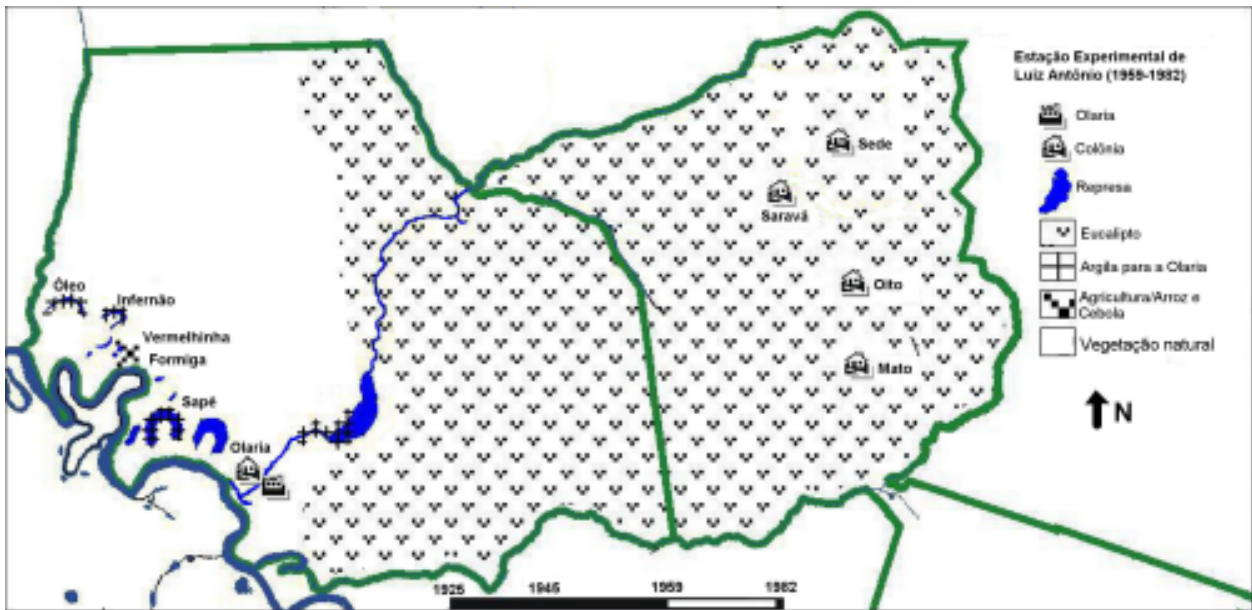 Estação Experimental de
Luiz Antônio (1959-1982)
Olaria
Colônia
Represa
Eucalipto
Argila para a Olaria
Agricultura/Arroz e
Cebola
Vegetação natural
N
Sede
Saravá
Oito
Mato
Óleo
Infernão
Vermelhinha
Formiga
Sapé
Olaria
1925 1945 1959 1982